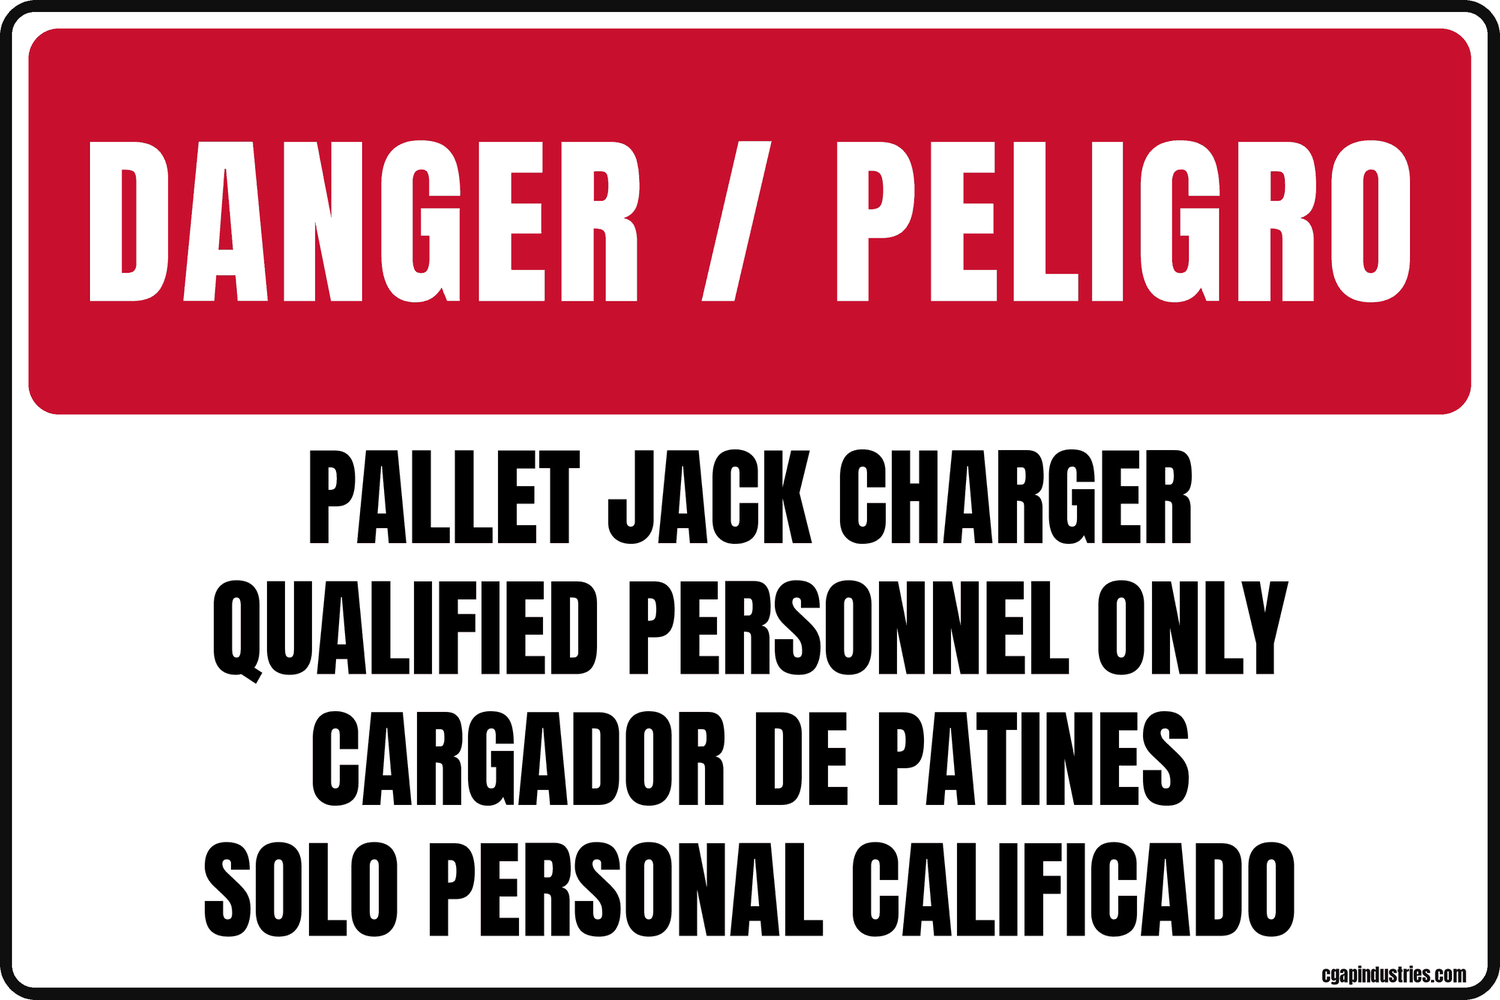 DANGER / PELIGRO
PALLET JACK CHARGER
QUALIFIED PERSONNEL ONLY
CARGADOR DE PATINES
SOLO PERSONAL CALIFICADO
cgapindustries.com